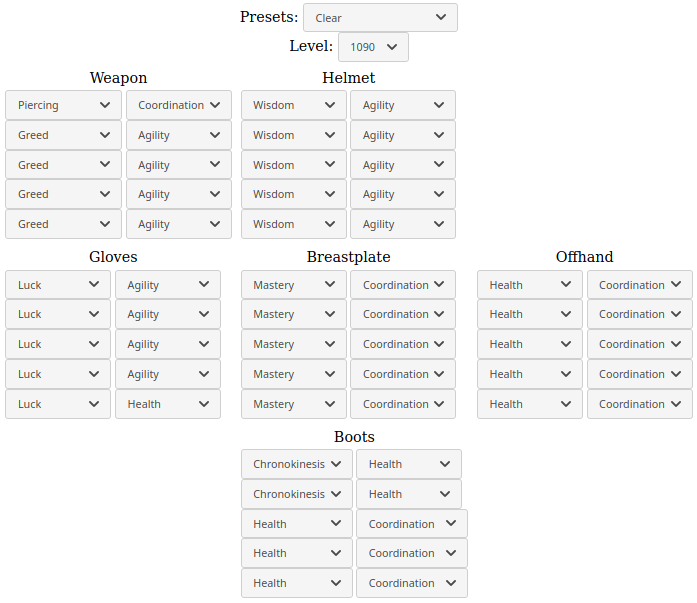 Presets: Clear
Level: 1090
Weapon Helmet
Piercing Coordination Wisdom Agility
Greed Agility Wisdom Agility
Greed Agility Wisdom Agility
Greed Agility Wisdom Agility
Greed Agility Wisdom Agility
Gloves Breastplate Offhand
Luck Agility Mastery Coordination Health Coordination
Luck Agility Mastery Coordination Health Coordination
Luck Agility Mastery Coordination Health Coordination
Luck Agility Mastery Coordination Health Coordination
Luck Health Mastery Coordination Health Coordination
Boots
Chronokinesis Health
Chronokinesis Health
Health Coordination
Health Coordination
Health Coordination